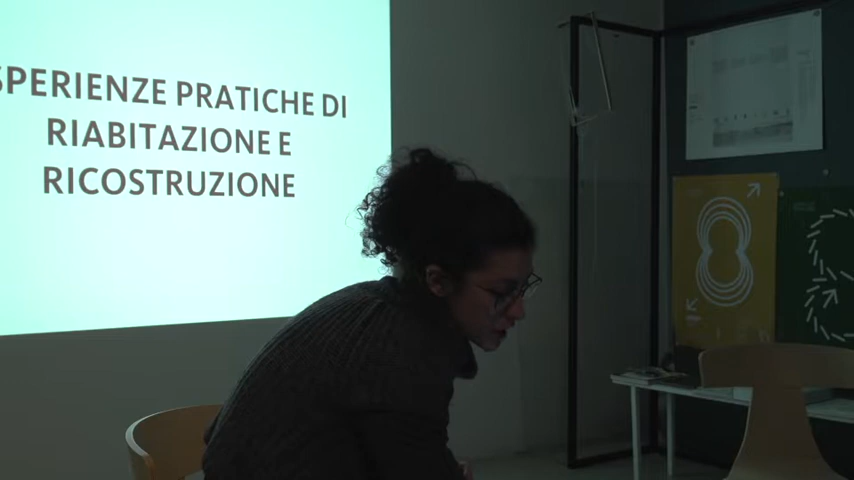 SPERIENZE PRATICHE DI
RIABITAZIONE E
RICOSTRUZIONE